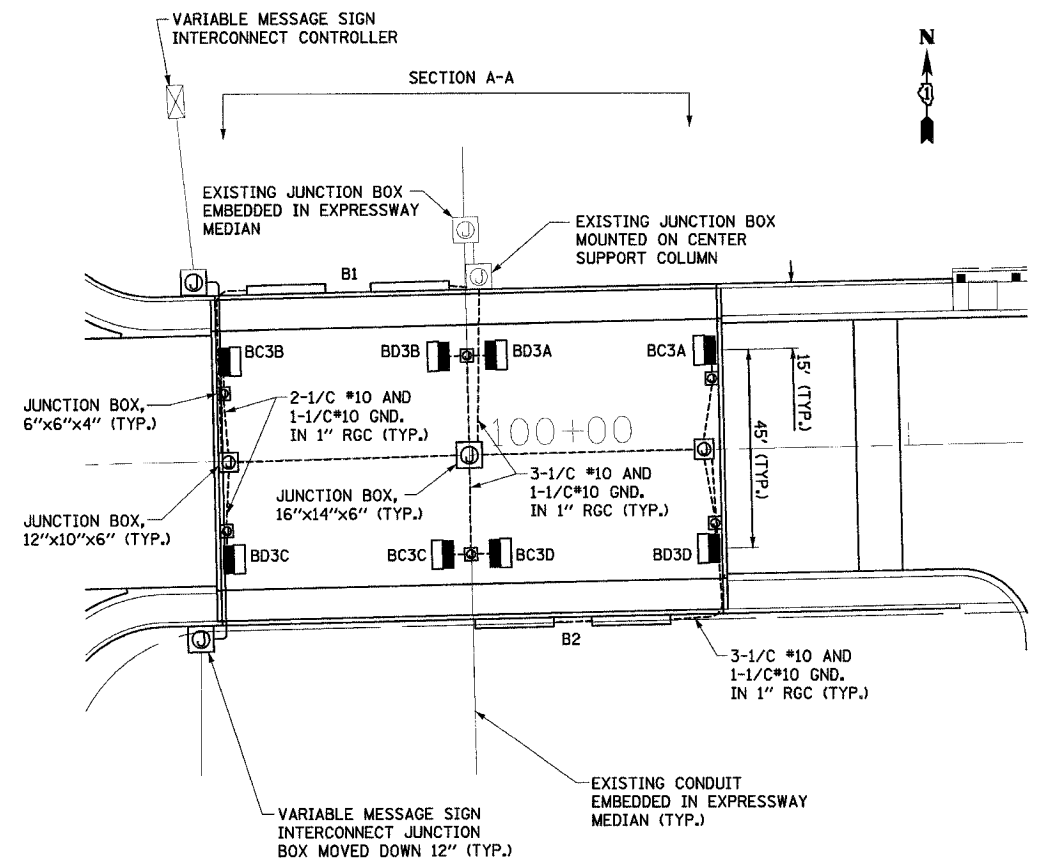 VARIABLE MESSAGE SIGN
INTERCONNECT CONTROLLER
SECTION A-A
N
1
EXISTING JUNCTION BOX
EMBEDDED IN EXPRESSWAY
MEDIAN
J
EXISTING JUNCTION BOX
MOUNTED ON CENTER
SUPPORT COLUMN
J
J
B1
BC3B
BD3B
BD3A
BC3A
15' (TYP.)
45' (TYP.)
JUNCTION BOX,
6"x6"x4" (TYP.)
2-1/C #10 AND
1-1/C#10 GND.
IN 1" RGC (TYP.)
100+00
J
J
J
JUNCTION BOX,
12"x10"x6" (TYP.)
JUNCTION BOX,
16"x14"x6" (TYP.)
3-1/C #10 AND
1-1/C#10 GND.
IN 1" RGC (TYP.)
BD3C
BC3C
BC3D
BD3D
J
B2
3-1/C #10 AND
1-1/C#10 GND.
IN 1" RGC (TYP.)
EXISTING CONDUIT
EMBEDDED IN EXPRESSWAY
MEDIAN (TYP.)
VARIABLE MESSAGE SIGN
INTERCONNECT JUNCTION
BOX MOVED DOWN 12" (TYP.)